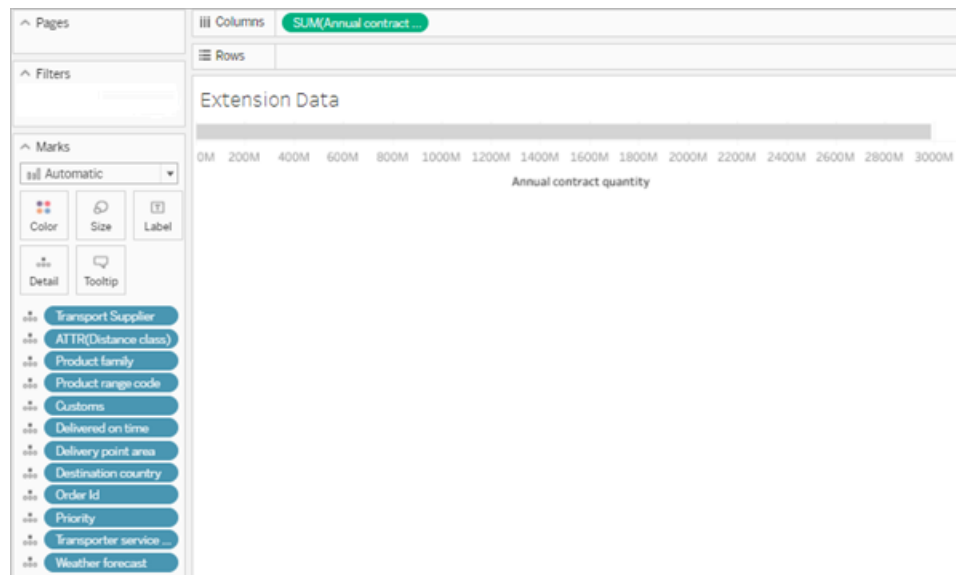 Pages
Columns
SUM(Annual contract ...
Rows
Filters
Extension Data
Marks
Automatic
Color
Size
Label
Detail
Tooltip
0M 200M 400M 600M 800M 1000M 1200M 1400M 1600M 1800M 2000M 2200M 2400M 2600M 2800M 3000M
Annual contract quantity
Transport Supplier
ATTR(Distance class)
Product family
Product range code
Customs
Delivered on time
Delivery point area
Destination country
Order Id
Priority
Transporter service ...
Weather forecast